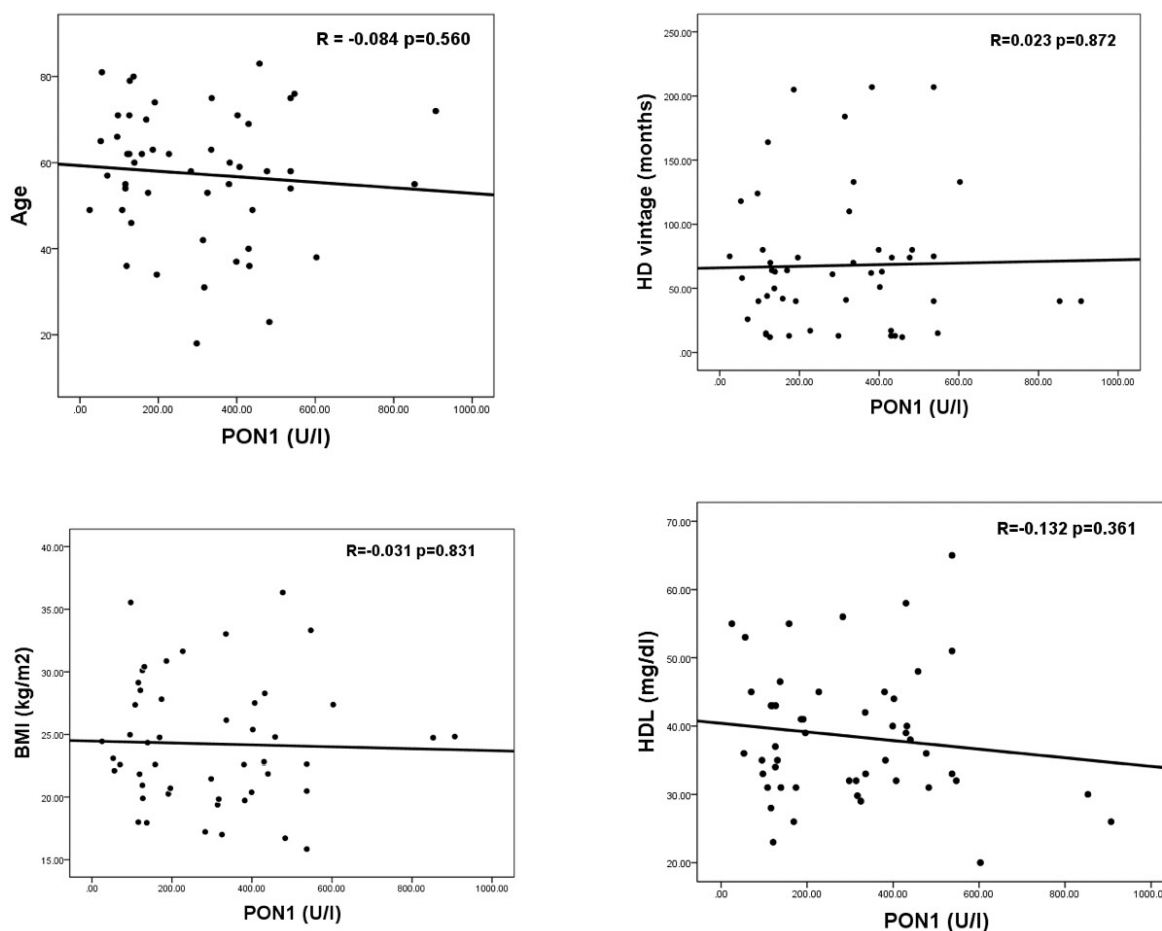 R = -0.084 p=0.560
80
60
40
20
Age
.00 200.00 400.00 600.00 800.00 1000.00
PON1 (U/l)
R=0.023 p=0.872
250.00
200.00
150.00
100.00
50.00
.00
HD vintage (months)
.00 200.00 400.00 600.00 800.00 1000.00
PON1 (U/l)
R=-0.031 p=0.831
40.00
35.00
30.00
25.00
20.00
15.00
BMI (kg/m2)
.00 200.00 400.00 600.00 800.00 1000.00
PON1 (U/l)
R=-0.132 p=0.361
70.00
60.00
50.00
40.00
30.00
20.00
HDL (mg/dl)
.00 200.00 400.00 600.00 800.00
PON1 (U/l)